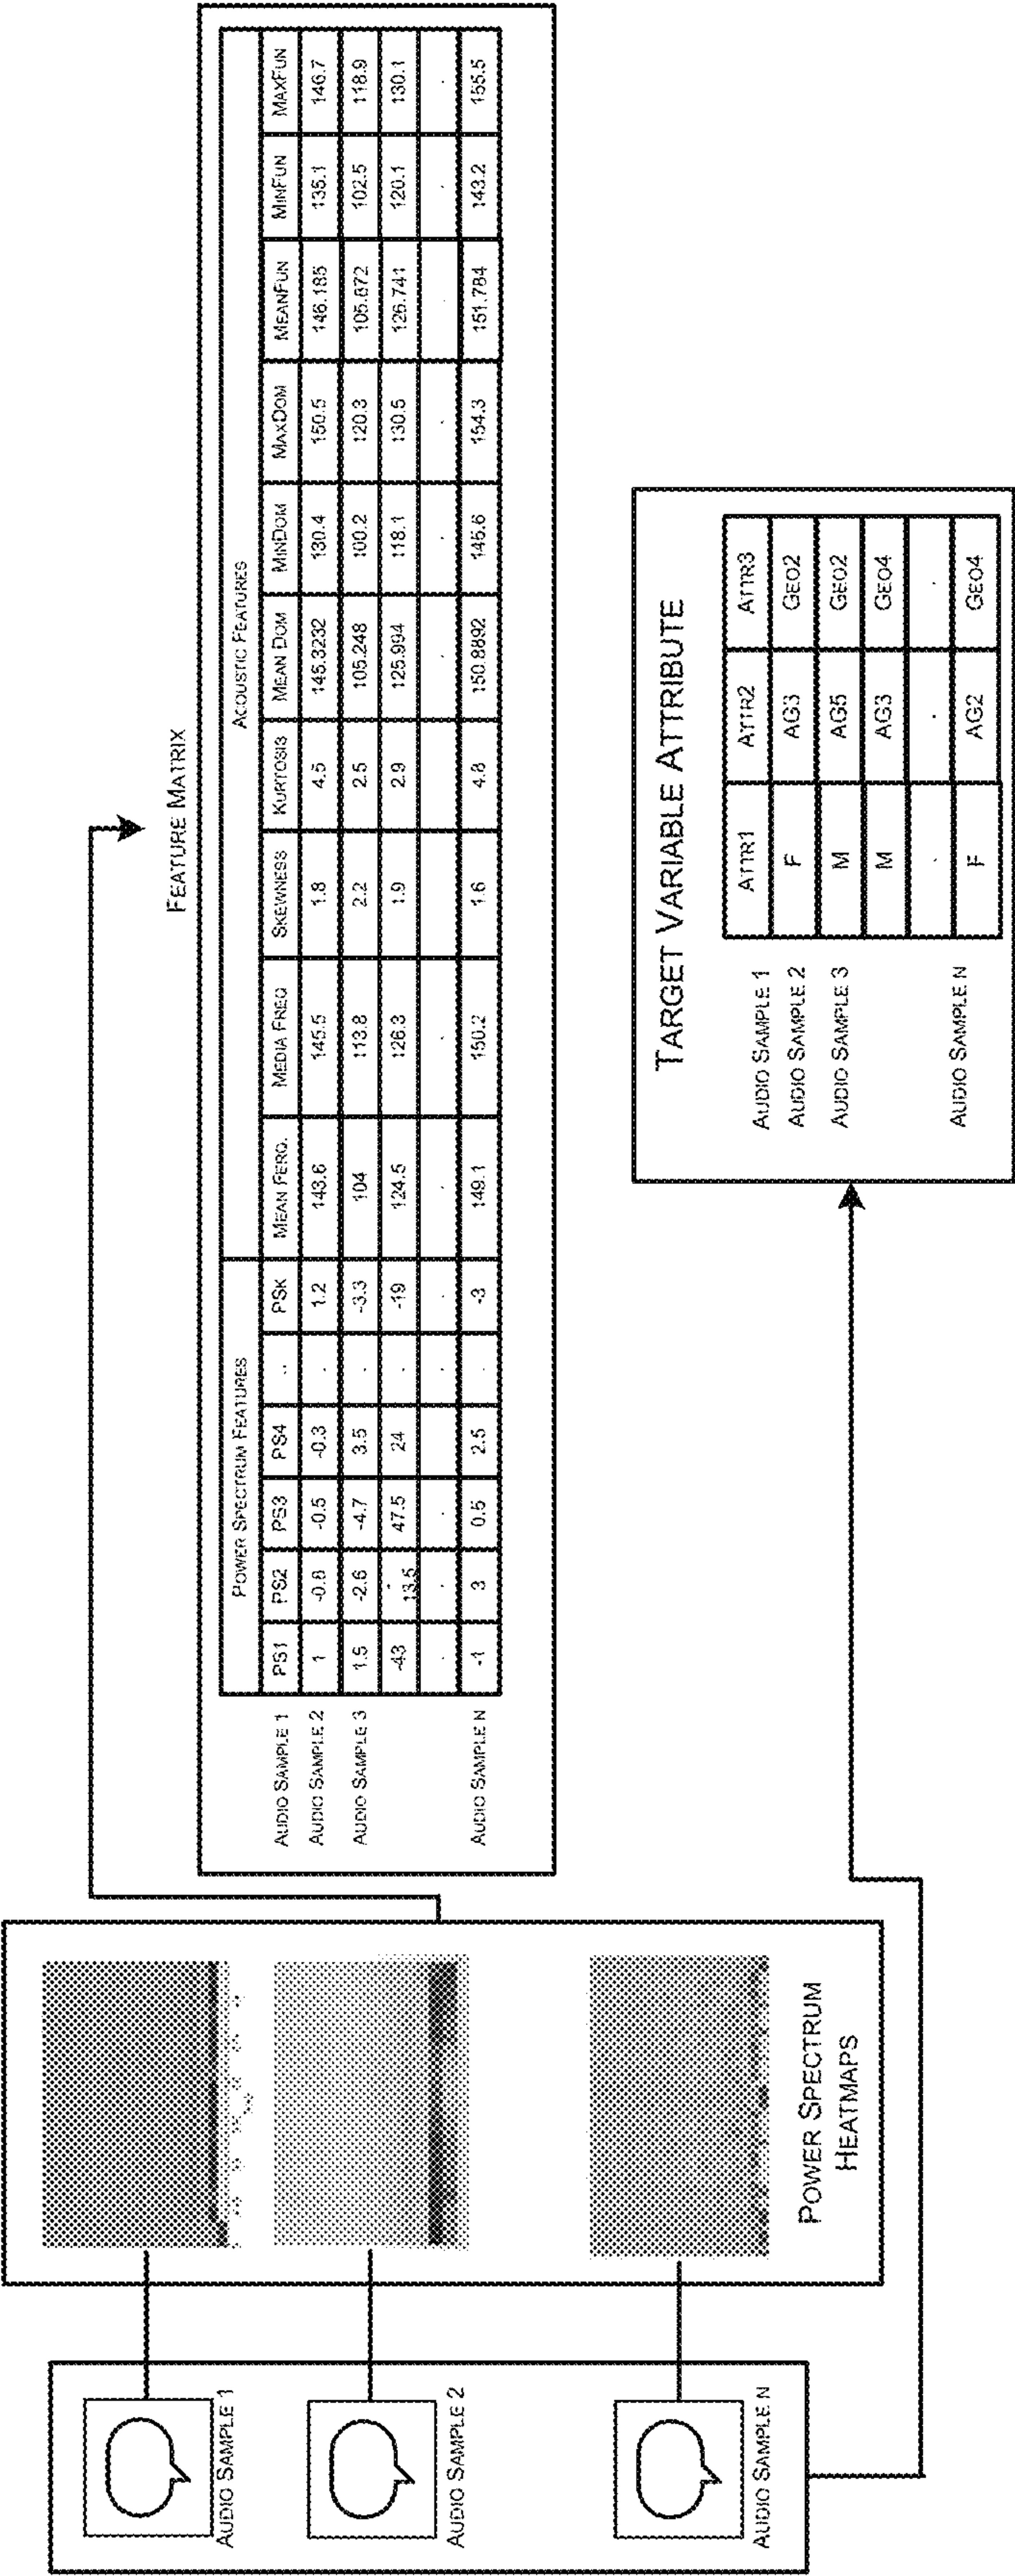 AUDIO SAMPLE 1
AUDIO SAMPLE 2
AUDIO SAMPLE N
POWER SPECTRUM
HEATMAPS
FEATURE MATRIX
POWER SPECTRUM FEATURES ACOUSTIC FEATURES
PS1 PS2 PS3 PS4 .. PSK MEAN FERQ. MEDIA FREQ SKEWNESS KURTOSIS MEAN DOM MINDOM MAXDOM MEANFUN MINFUN MAXFUN
AUDIO SAMPLE 1
1 -0.8 -0.5 -0.3 . 1.2 143.6 145.5 1.8 4.5 145.3232 130.4 150.5 146.185 135.1 146.7
AUDIO SAMPLE 2
1.5 -2.6 -4.7 3.5 . -3.3 104 113.8 2.2 2.5 105.248 100.2 120.3 105.872 102.5 118.9
AUDIO SAMPLE 3
-43 -13.5 47.5 24 . -19 124.5 126.3 1.9 2.9 125.994 118.1 130.5 126.741 120.1 130.1
. . . . . . . . . . . . . . .
AUDIO SAMPLE N
-1 3 0.5 2.5 . -3 149.1 150.2 1.6 4.8 150.8892 145.6 154.3 151.784 143.2 155.5
TARGET VARIABLE ATTRIBUTE
ATTR1 ATTR2 ATTR3
AUDIO SAMPLE 1
F AG3 GEO2
AUDIO SAMPLE 2
M AG5 GEO2
AUDIO SAMPLE 3
M AG3 GEO4
. . .
AUDIO SAMPLE N
F AG2 GEO4